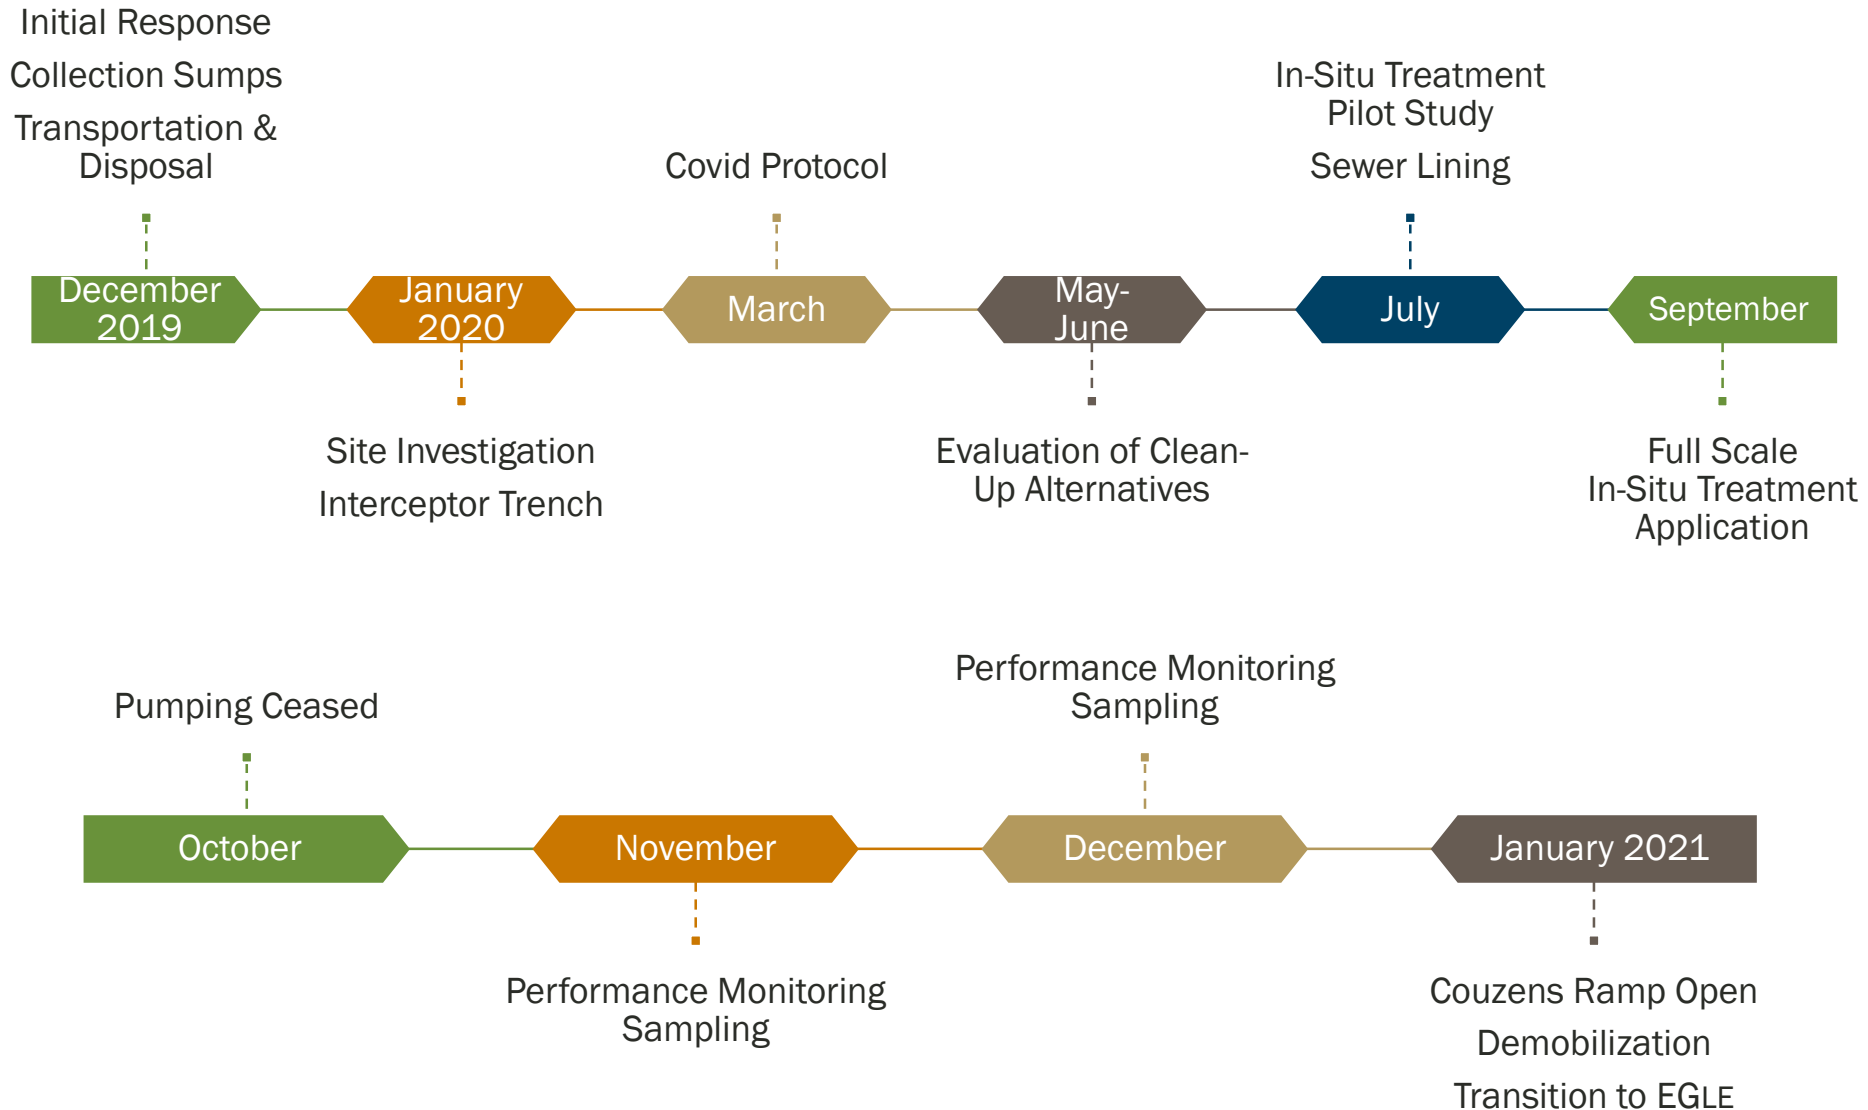 Initial Response
Collection Sumps
Transportation &
Disposal
Covid Protocol
In-Situ Treatment
Pilot Study
Sewer Lining
December
2019
January
2020
March
May-
June
July
September
Site Investigation
Interceptor Trench
Evaluation of Clean-
Up Alternatives
Full Scale
In-Situ Treatment
Application
Pumping Ceased
Performance Monitoring
Sampling
October
November
December
January 2021
Performance Monitoring
Sampling
Couzens Ramp Open
Demobilization
Transition to EGLE